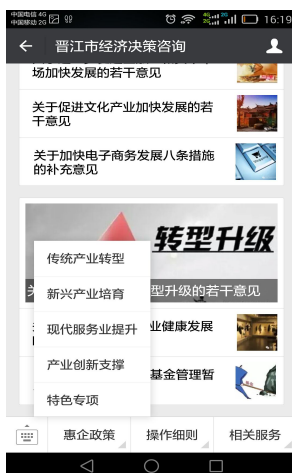 中国电信 4G
中国移动 2G
16:19
晋江市经济决策咨询
场加快发展的若干意见
关于促进文化产业加快发展的若
干意见
关于加快电子商务发展八条措施
的补充意见
转型升级
型升级的若干意见
传统产业转型
新兴产业培育
现代服务业提升
产业创新支撑
特色专项
业健康发展
基金管理暂
惠企政策
操作细则
相关服务